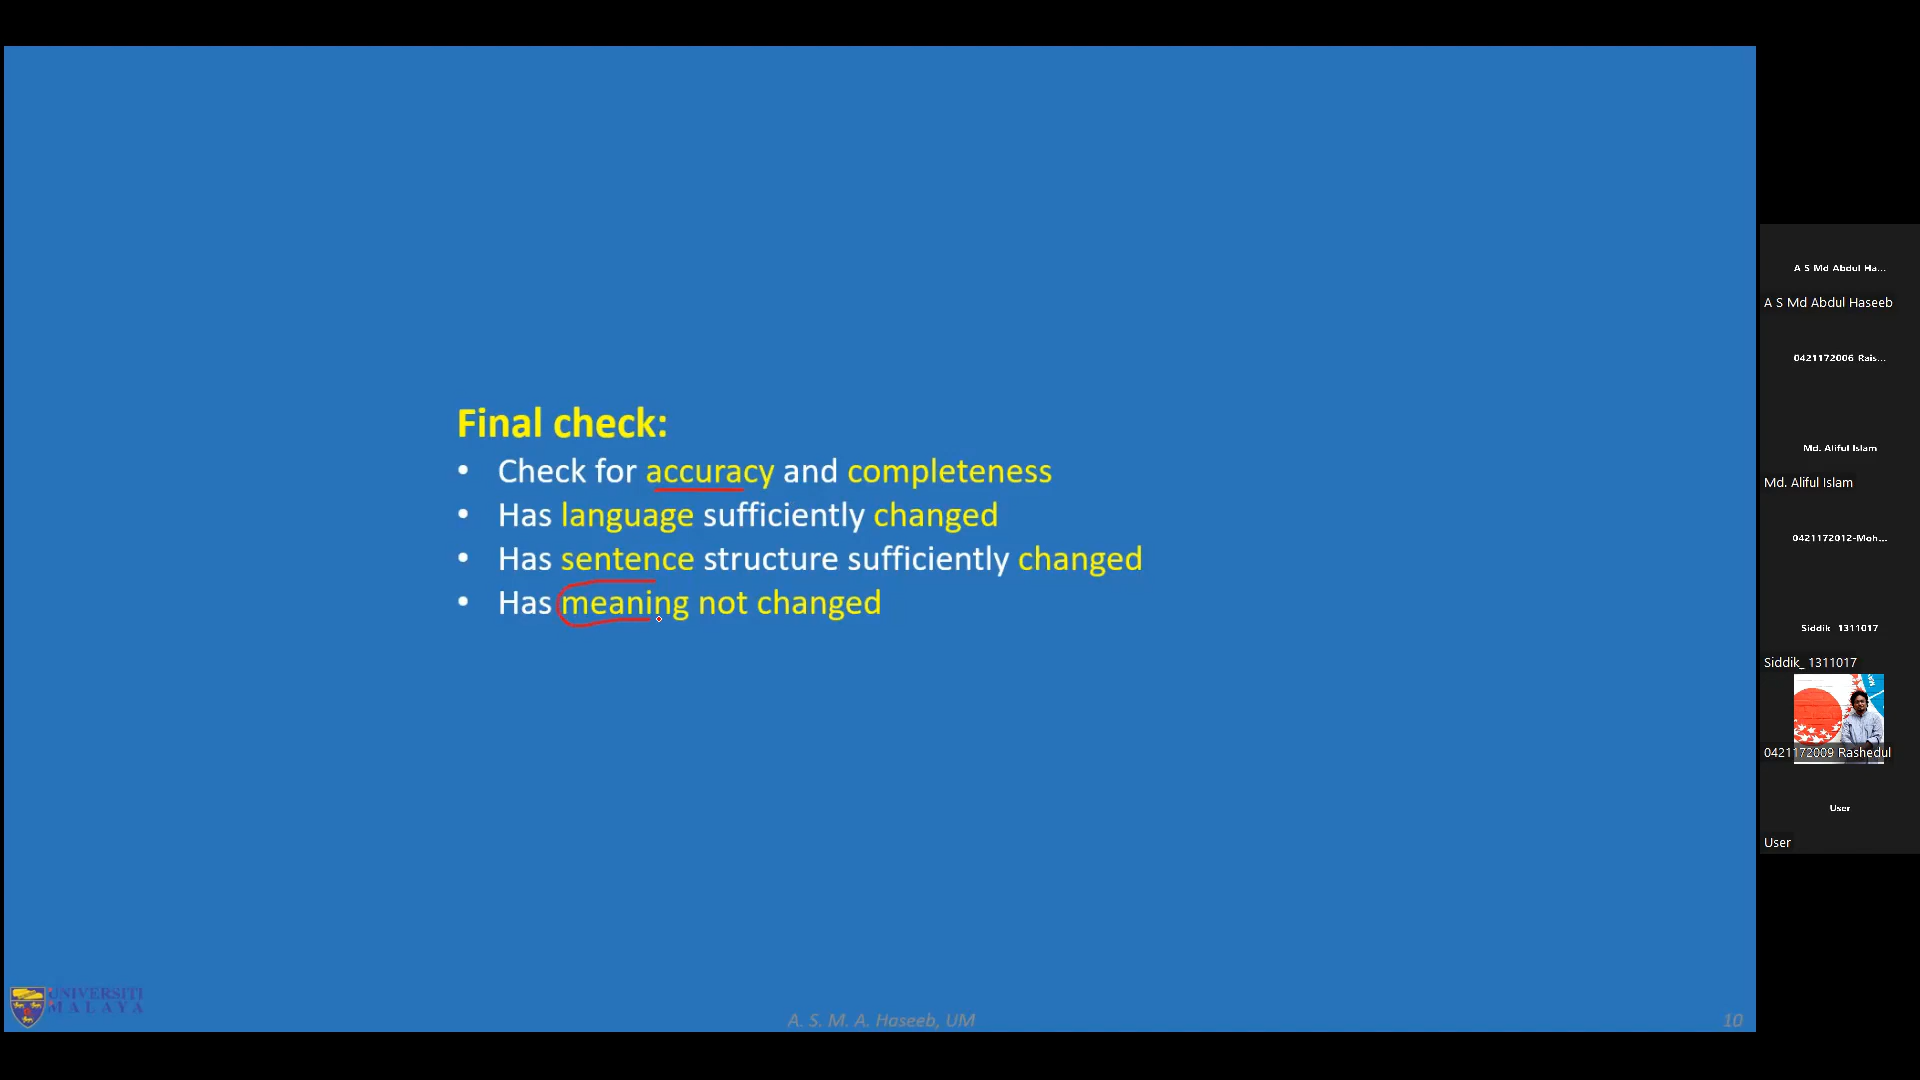 Final check:
• Check for accuracy and completeness
• Has language sufficiently changed
• Has sentence structure sufficiently changed
• Has meaning not changed
UNIVERSITI
MALAYA
A. S. M. A. Haseeb, UM
10
A S Md Abdul Ha...
A S Md Abdul Haseeb
0421172006 Rais...
Md. Aliful Islam
Md. Aliful Islam
0421172012-Moh...
Siddik_ 1311017
Siddik_ 1311017
0421172009 Rashedul
User
User